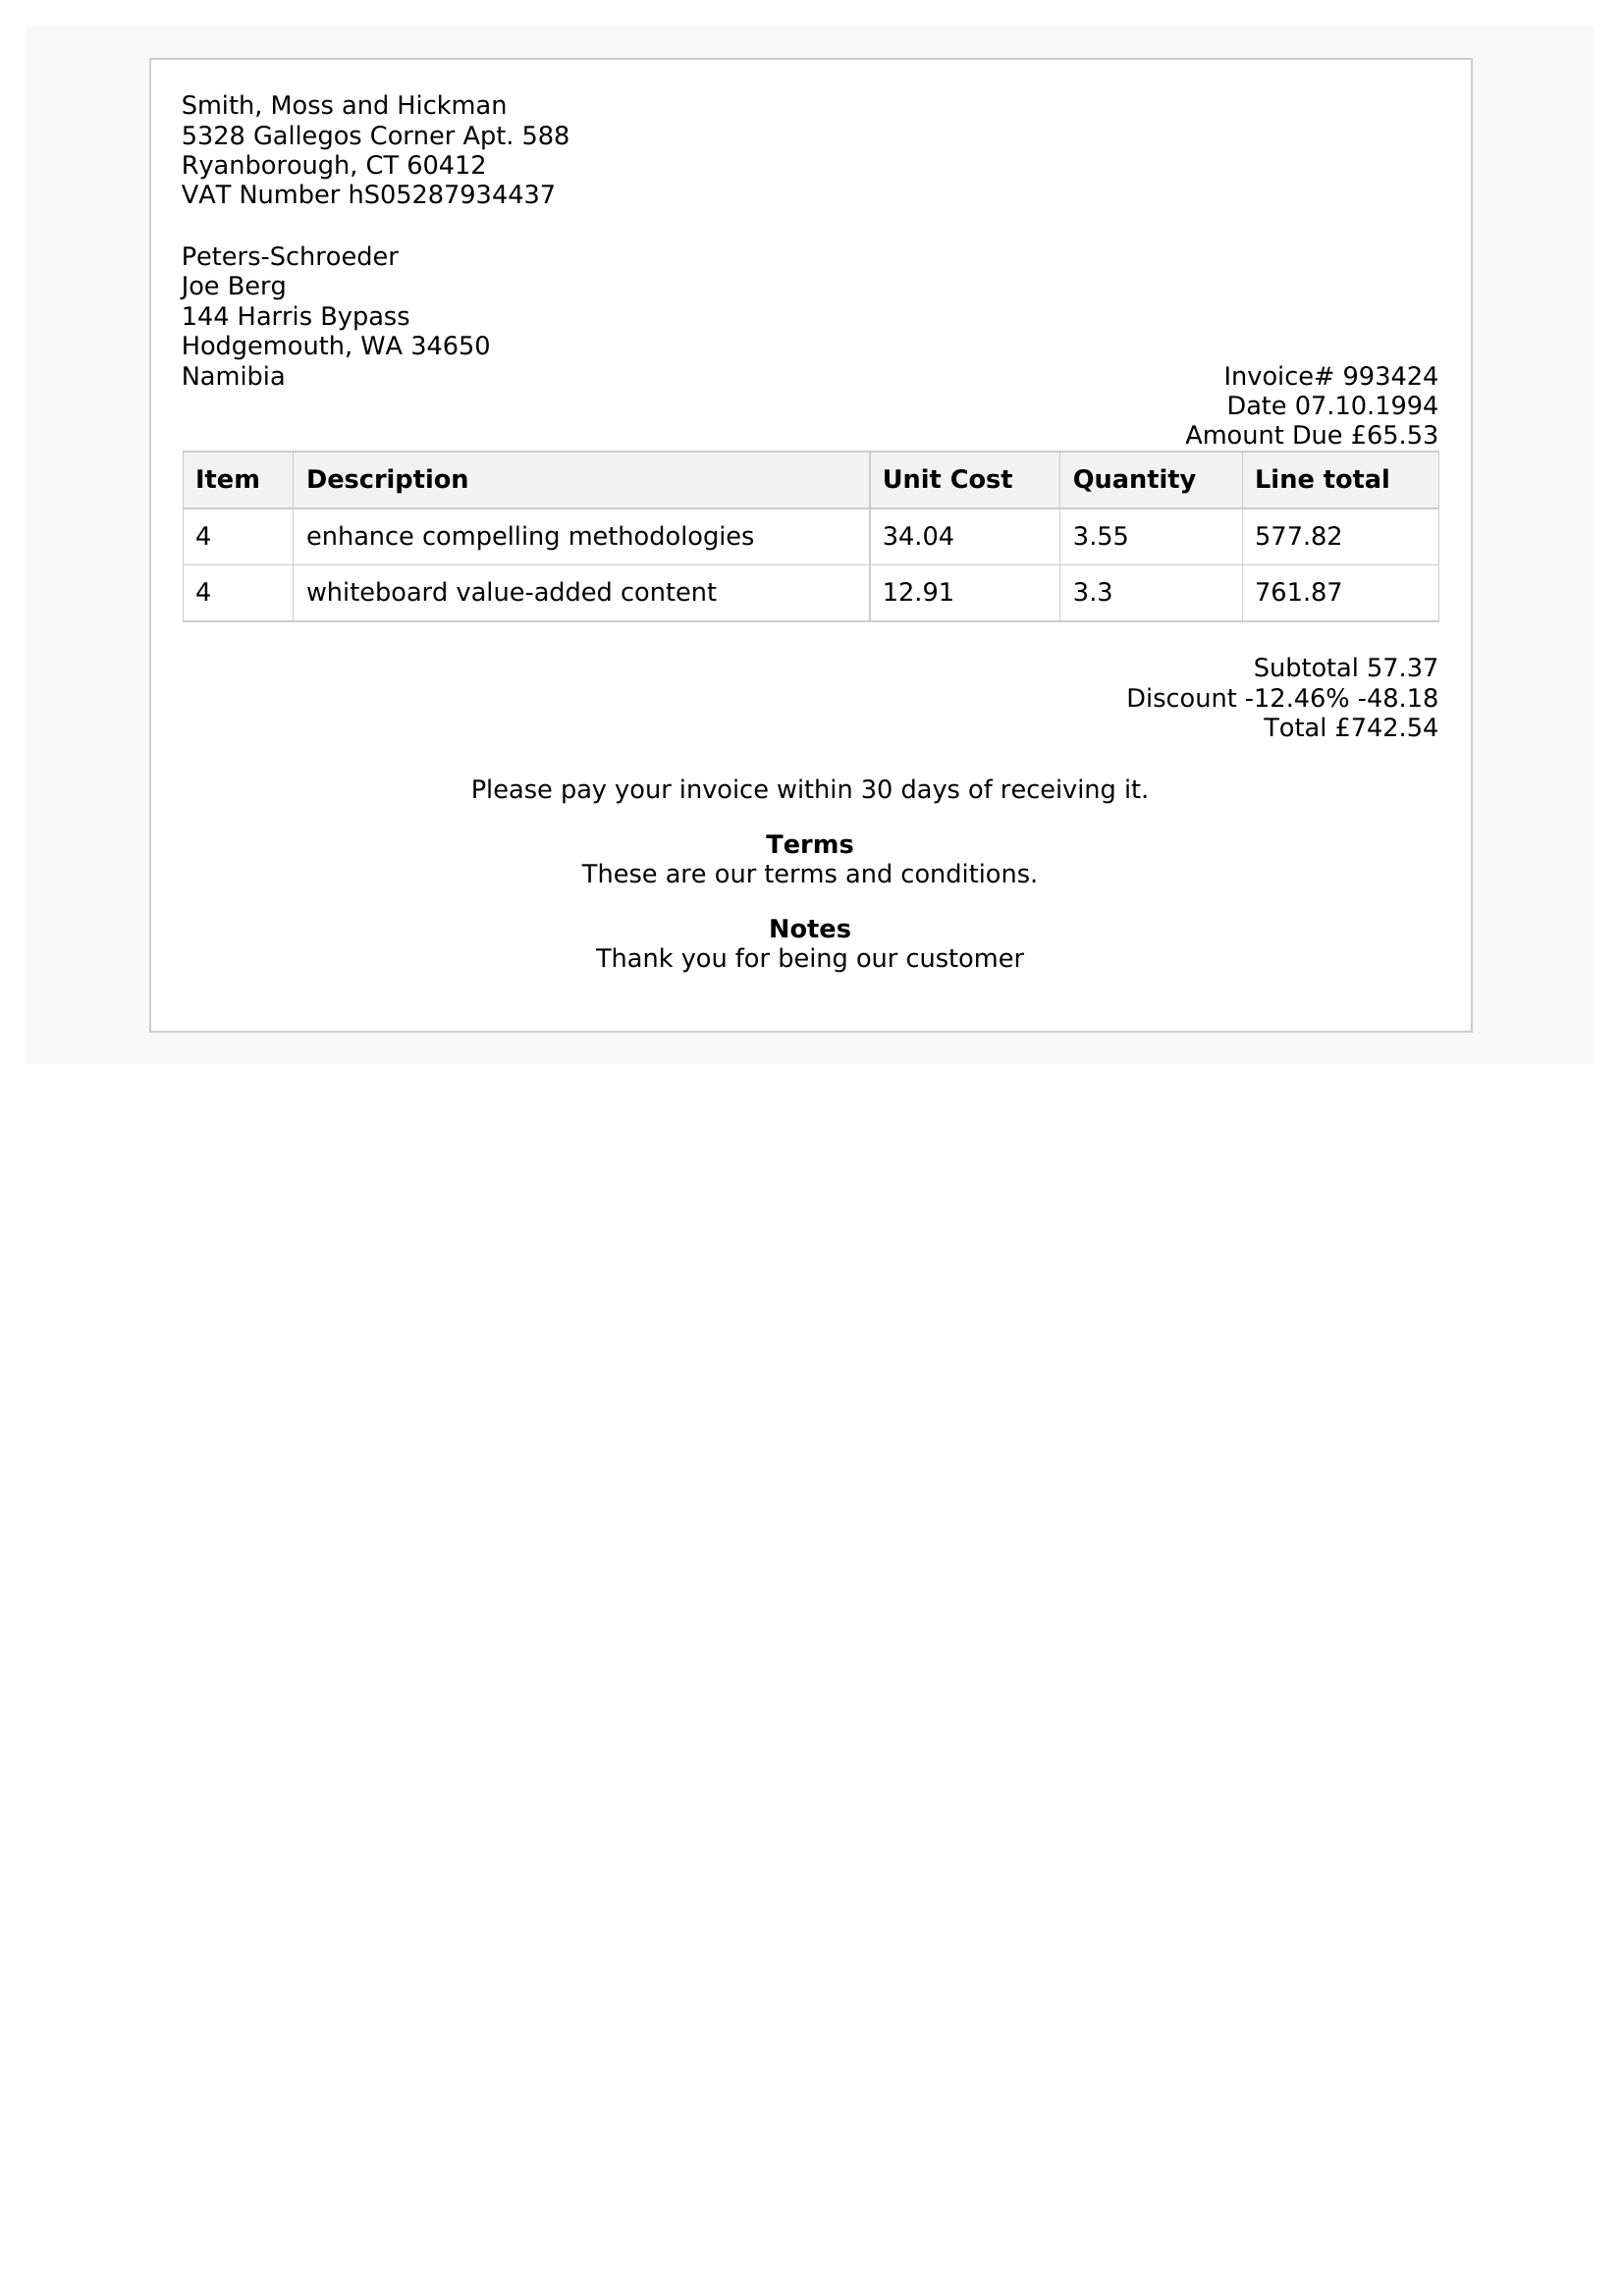 Smith, Moss and Hickman
5328 Gallegos Corner Apt. 588
Ryanborough, CT 60412
VAT Number hS05287934437
Peters-Schroeder
Joe Berg
144 Harris Bypass
Hodgemouth, WA 34650
Namibia
Invoice# 993424
Date 07.10.1994
Amount Due £65.53
Item Description Unit Cost Quantity Line total
4 enhance compelling methodologies 34.04 3.55 577.82
4 whiteboard value-added content 12.91 3.3 761.87
Subtotal 57.37
Discount -12.46% -48.18
Total £742.54
Please pay your invoice within 30 days of receiving it.
Terms
These are our terms and conditions.
Notes
Thank you for being our customer